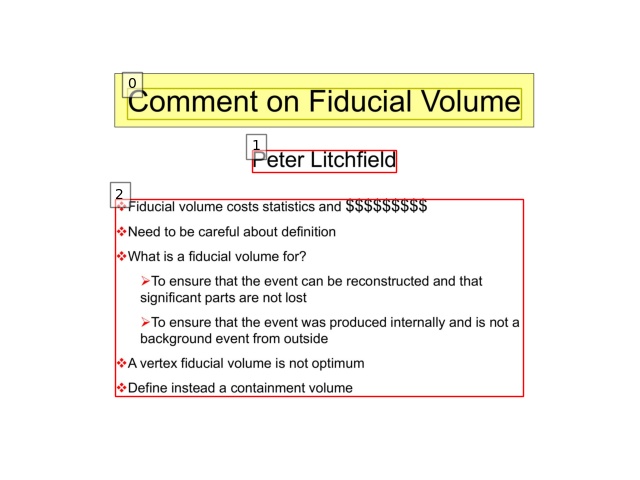 0
Comment on Fiducial Volume
1
Peter Litchfield
2
❖Fiducial volume costs statistics and $$$$$$$$$
❖Need to be careful about definition
❖What is a fiducial volume for?
➢To ensure that the event can be reconstructed and that
significant parts are not lost
➢To ensure that the event was produced internally and is not a
background event from outside
❖A vertex fiducial volume is not optimum
❖Define instead a containment volume